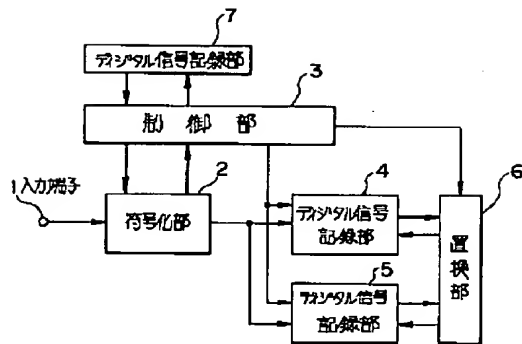 7
ディジタル信号記録部
3
制御部
2
1入力端子
符号化部
4
ディジタル信号
記録部
6
置換部
5
ディジタル信号
記録部